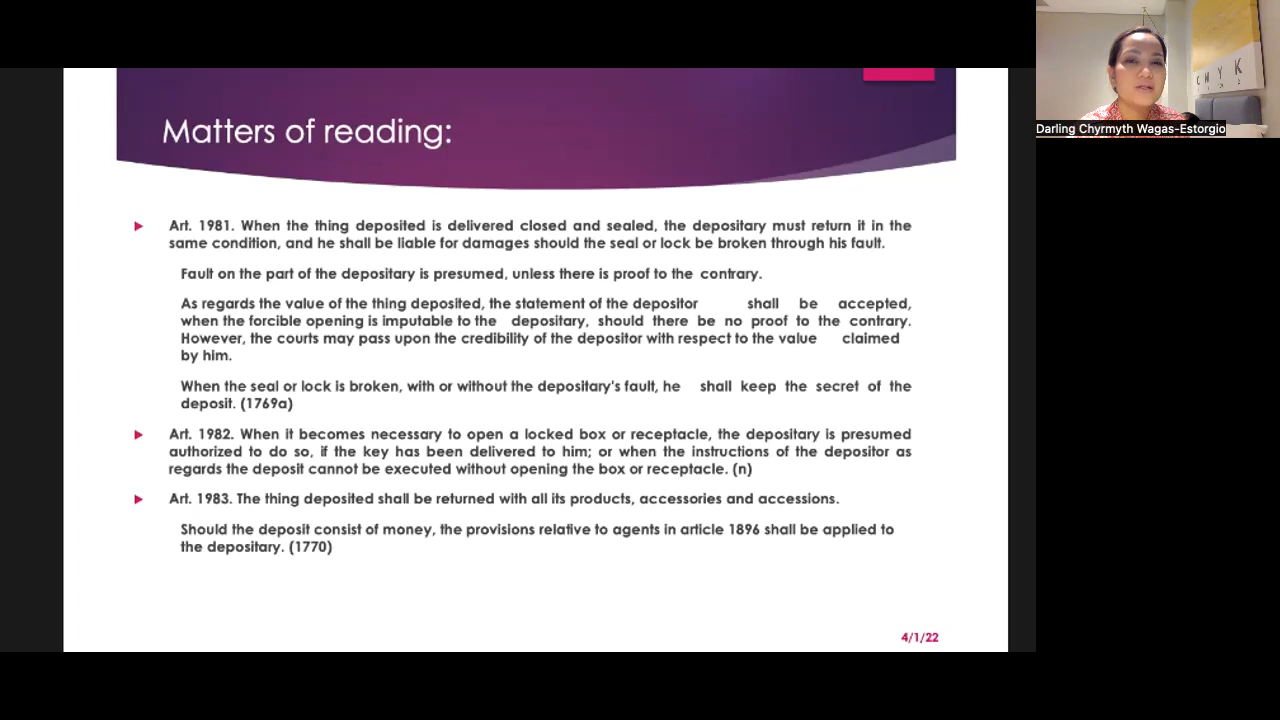 Matters of reading:
Art. 1981. When the thing deposited is delivered closed and sealed, the depositary must return it in the
same condition, and he shall be liable for damages should the seal or lock be broken through his fault.
Fault on the part of the depositary is presumed, unless there is proof to the contrary.
As regards the value of the thing deposited, the statement of the depositor shall be accepted,
when the forcible opening is imputable to the depositary, should there be no proof to the contrary.
However, the courts may pass upon the credibility of the depositor with respect to the value claimed
by him.
When the seal or lock is broken, with or without the depositary's fault, he shall keep the secret of the
deposit. (1769a)
Art. 1982. When it becomes necessary to open a locked box or receptacle, the depositary is presumed
authorized to do so, if the key has been delivered to him; or when the instructions of the depositor as
regards the deposit cannot be executed without opening the box or receptacle. (n)
Art. 1983. The thing deposited shall be returned with all its products, accessories and accessions.
Should the deposit consist of money, the provisions relative to agents in article 1896 shall be applied to
the depositary. (1770)
4/1/22
C M Y K
Darling Chyrmyth Wagas-Estorgio